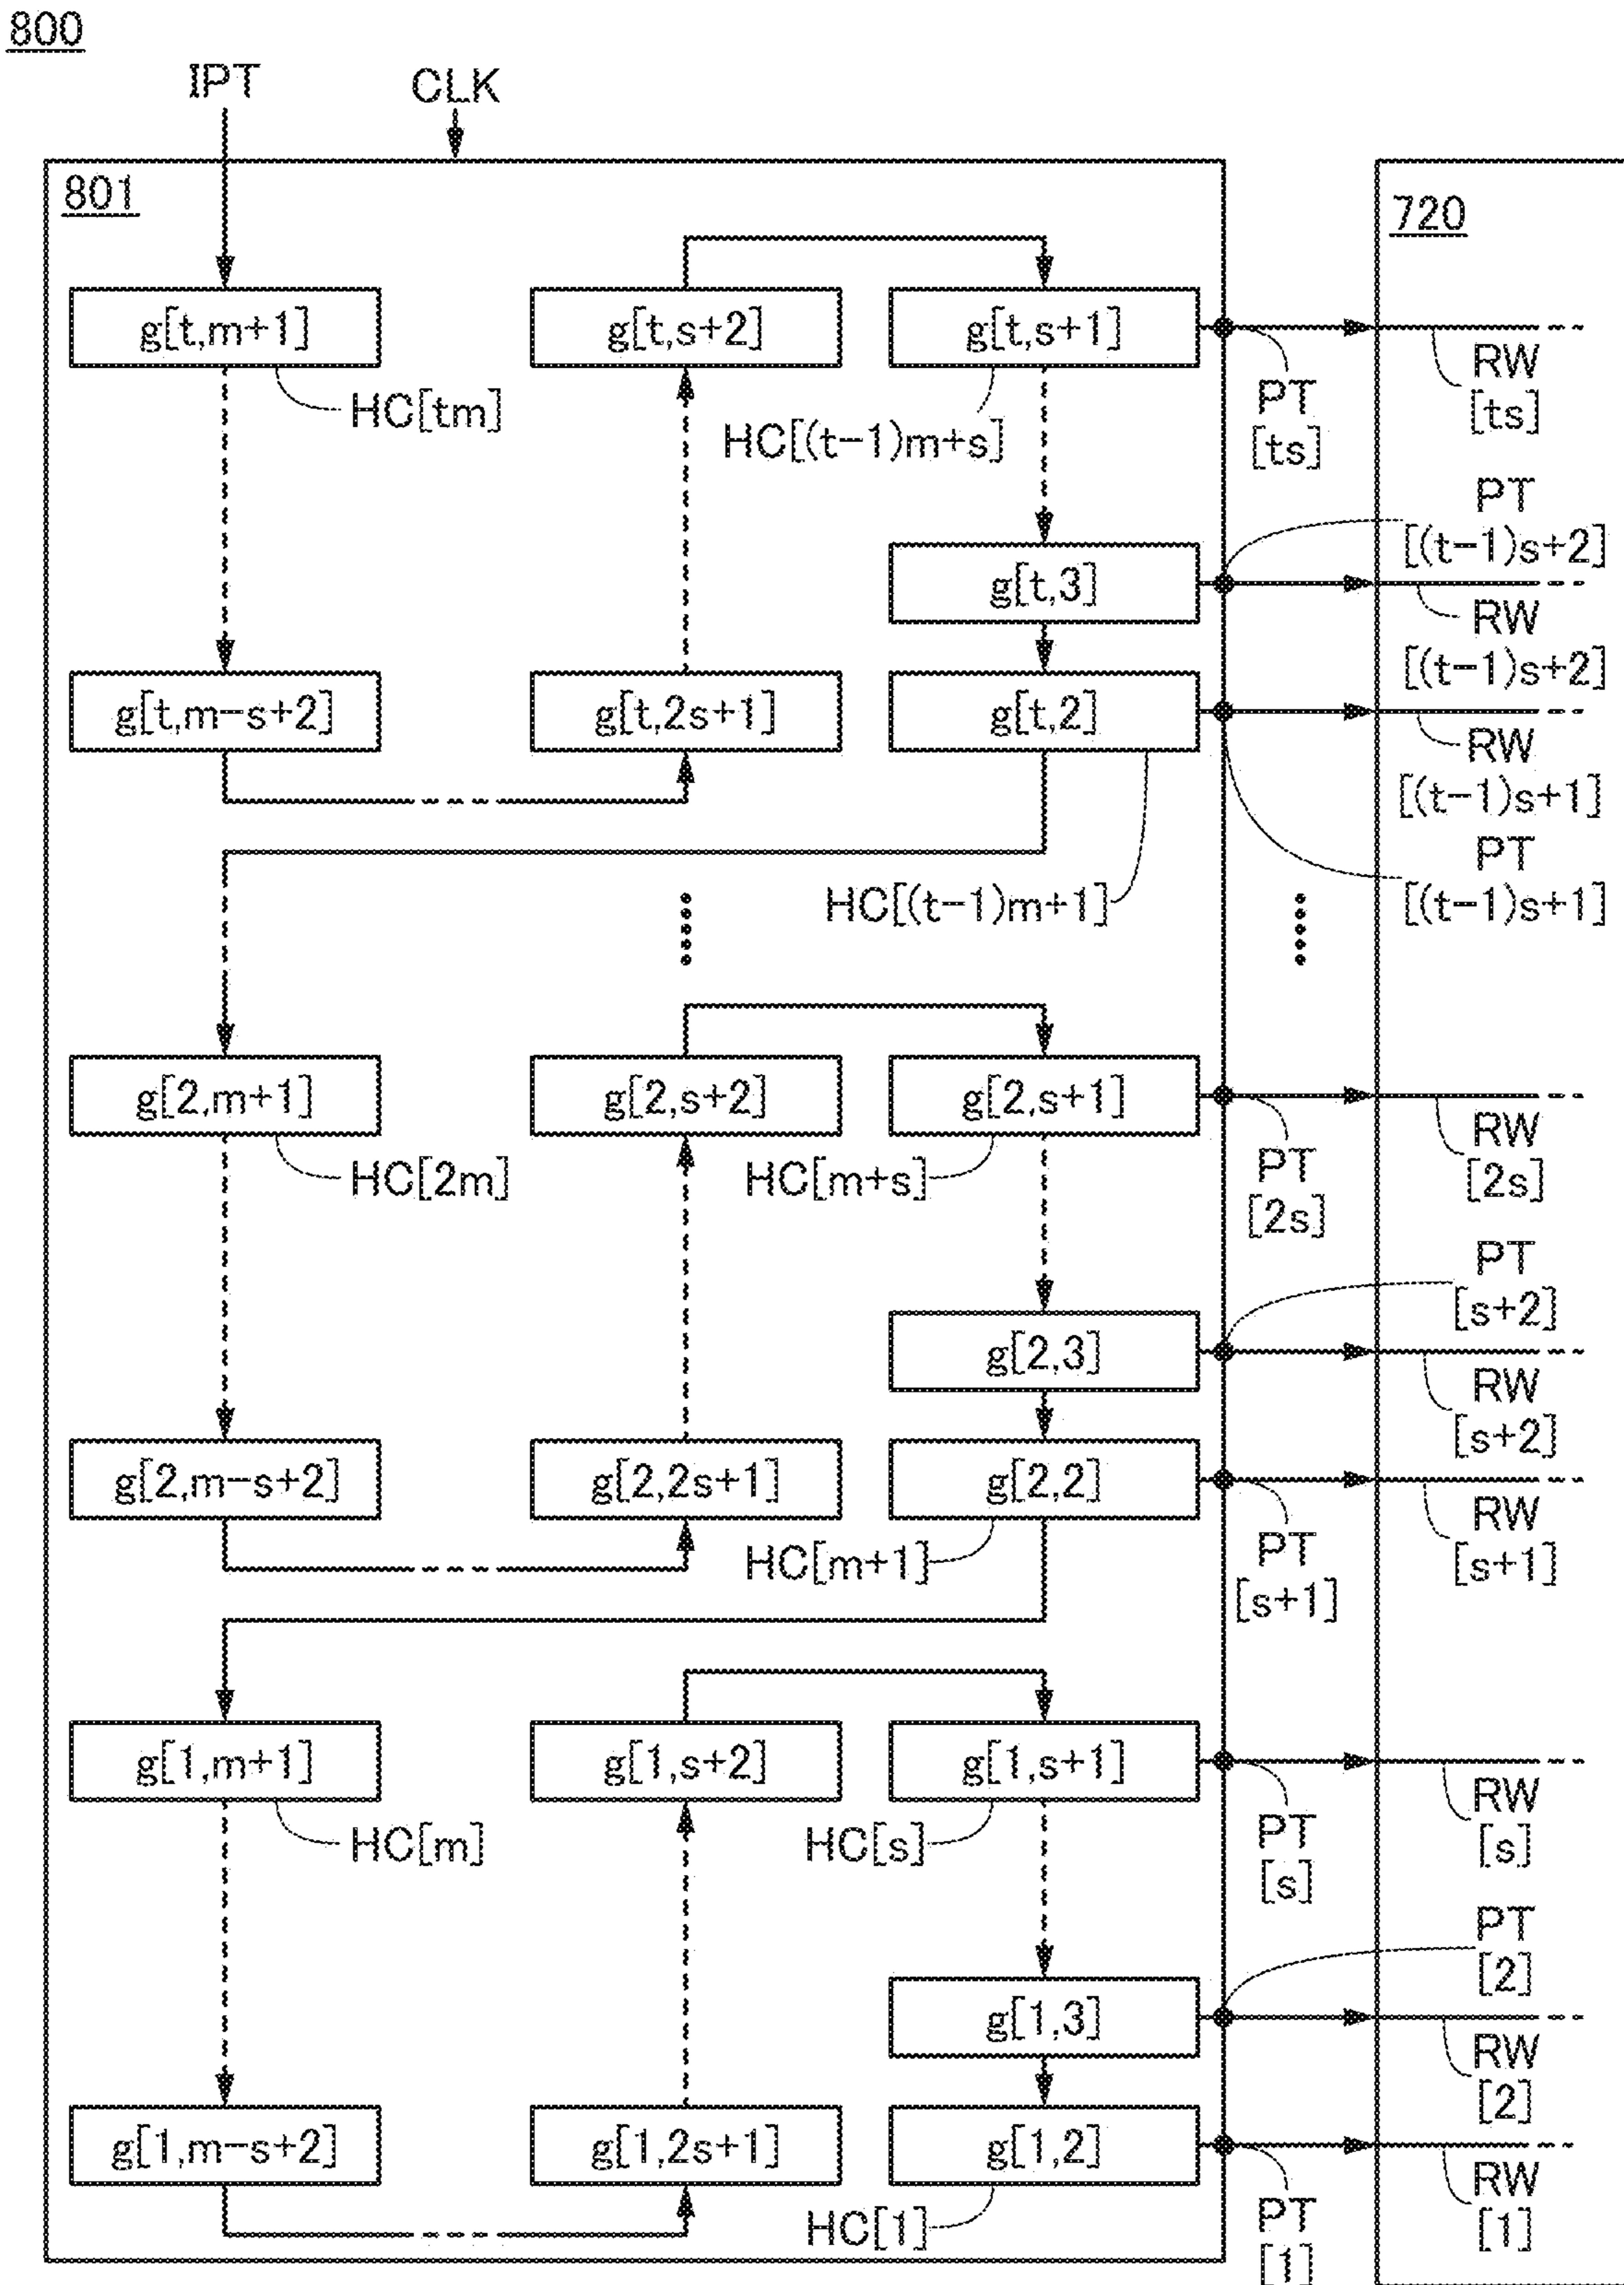 800
IPT
CLK
801
720
g[t,m+1]
g[t,s+2]
g[t,s+1]
HC[tm]
HC[(t-1)m+s]
PT
[ts]
RW
[ts]
PT
[(t-1)s+2]
g[t,3]
RW
[(t-1)s+2]
g[t,m-s+2]
g[t,2s+1]
g[t,2]
RW
[(t-1)s+1]
PT
[(t-1)s+1]
HC[(t-1)m+1]
g[2,m+1]
g[2,s+2]
g[2,s+1]
HC[2m]
HC[m+s]
PT
[2s]
RW
[2s]
PT
[s+2]
g[2,3]
RW
[s+2]
g[2,m-s+2]
g[2,2s+1]
g[2,2]
HC[m+1]
PT
[s+1]
RW
[s+1]
g[1,m+1]
g[1,s+2]
g[1,s+1]
HC[m]
HC[s]
PT
[s]
RW
[s]
PT
[2]
g[1,3]
RW
[2]
g[1,m-s+2]
g[1,2s+1]
g[1,2]
HC[1]
PT
[1]
RW
[1]